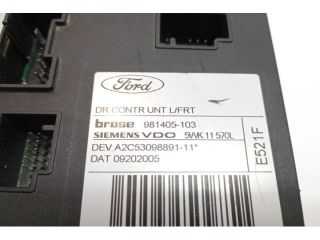 Ford
DR CONTR UNT L/FRT
brose 981405-103
SIEMENS VDO 5WK11570L
DEV A2C53098891-11*
DAT 09202005
E521F